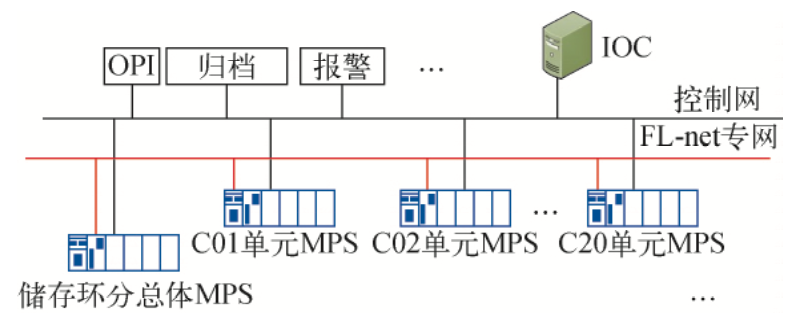 OPI
归档
报警
…
IOC
控制网
FL-net专网
…
C01单元MPS
C02单元MPS
C20单元MPS
储存环分总体MPS
…